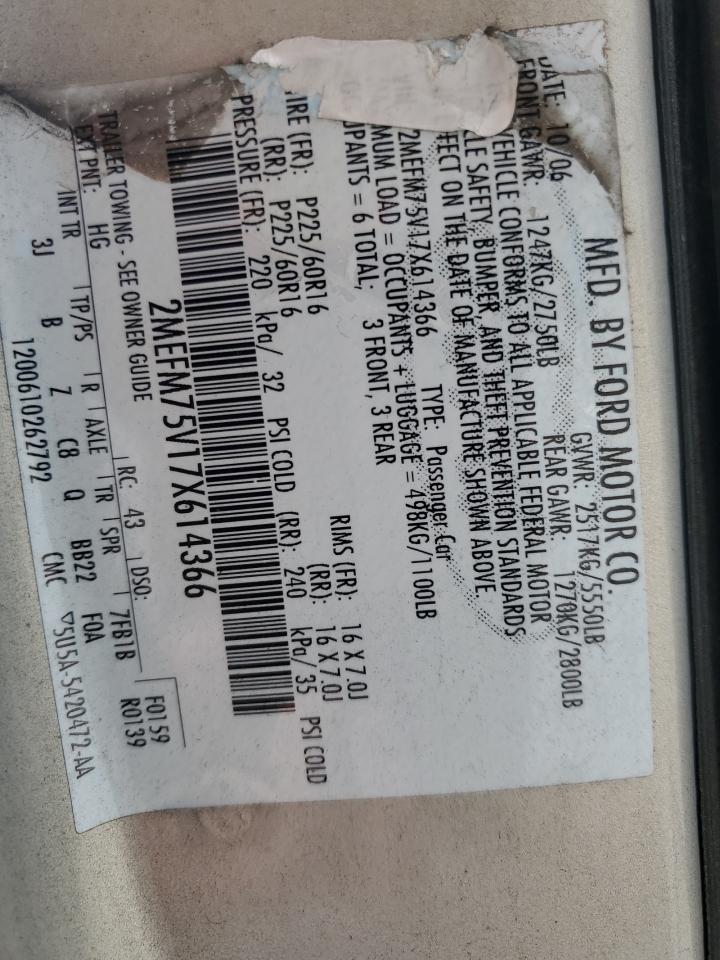 MFD. BY FORD MOTOR CO.
DATE: 10/06 GVWR: 2517KG/5550LB
FRONT GAWR: 1247KG/2750LB REAR GAWR: 1270KG/2800LB
VEHICLE CONFORMS TO ALL APPLICABLE FEDERAL MOTOR
LE SAFETY, BUMPER, AND THEFT PREVENTION STANDARDS
FECT ON THE DATE OF MANUFACTURE SHOWN ABOVE.
2MEFM75V17X614366 TYPE: Passenger Car
MUM LOAD = OCCUPANTS + LUGGAGE = 498KG/1100LB
UPANTS = 6 TOTAL; 3 FRONT, 3 REAR
RIMS (FR): 16 X 7.0J
IRE (FR): P225/60R16 (RR): 16 X 7.0J
(RR): P225/60R16
PRESSURE (FR): 220 kPa/ 32 PSI COLD (RR): 240 kPa/ 35 PSI COLD
2MEFM75V17X614366
TRAILER TOWING - SEE OWNER GUIDE
F0159
EXT PNT: HG RC: 43 DSO: 7FB1B R0139
INT TR TP/PS R AXLE TR SPR
3J B Z C8 Q BB22 F0A
1200610262792 CMC ▽5U5A-5420472-AA